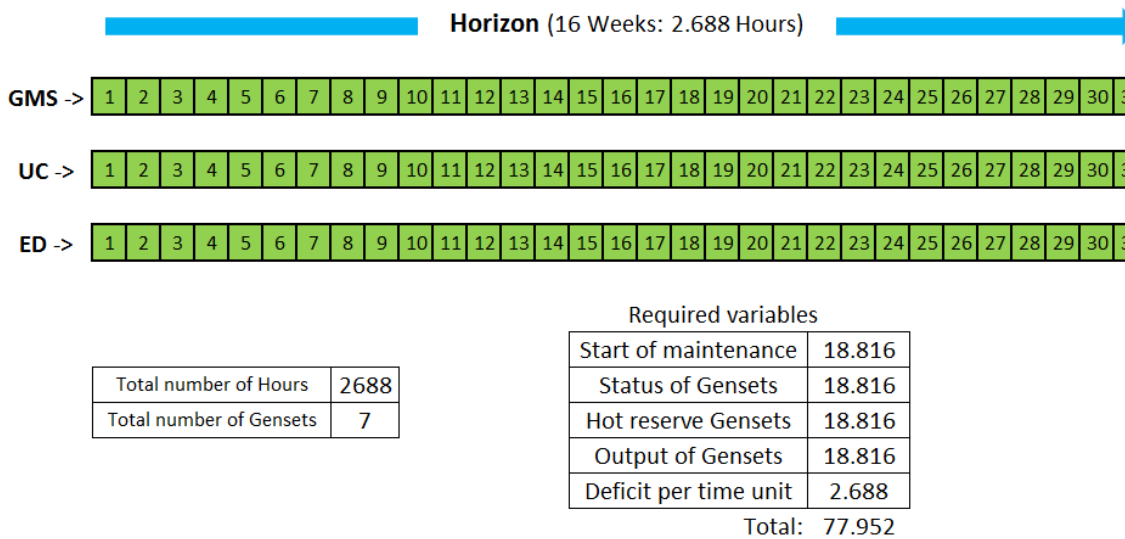 Horizon (16 Weeks: 2.688 Hours)
GMS -> 1 2 3 4 5 6 7 8 9 10 11 12 13 14 15 16 17 18 19 20 21 22 23 24 25 26 27 28 29 30
UC -> 1 2 3 4 5 6 7 8 9 10 11 12 13 14 15 16 17 18 19 20 21 22 23 24 25 26 27 28 29 30
ED -> 1 2 3 4 5 6 7 8 9 10 11 12 13 14 15 16 17 18 19 20 21 22 23 24 25 26 27 28 29 30
Total number of Hours 2688
Total number of Gensets 7
Required variables
Start of maintenance 18.816
Status of Gensets 18.816
Hot reserve Gensets 18.816
Output of Gensets 18.816
Deficit per time unit 2.688
Total: 77.952